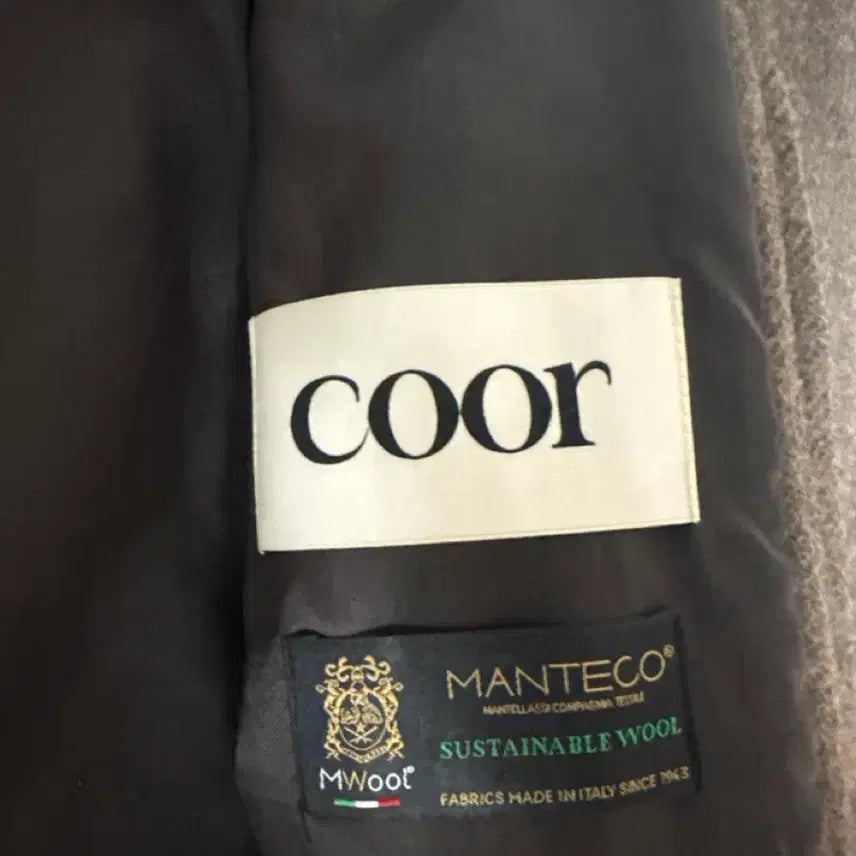 coor
MANTECO®
MANTELLASSI COMPAGNIA TESSILE
SUSTAINABLE WOOL
MWool®
FABRICS MADE IN ITALY SINCE 1943